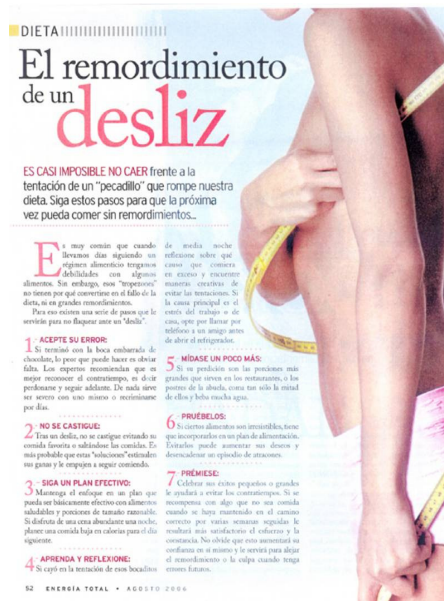 DIETA
El remordimiento
de un
desliz
ES CASI IMPOSIBLE NO CAER frente a la
tentación de un "pecadillo" que rompe nuestra
dieta. Siga estos pasos para que la próxima
vez pueda comer sin remordimientos...
Es muy común que cuando
llevamos días siguiendo un
régimen alimenticio tengamos
debilidades con algunos
alimentos. Sin embargo, esos "tropezones"
no tienen por qué convertirse en el fallo de la
dieta, ni en grandes remordimientos.
Para eso existen una serie de pasos que le
servirán para no flaquear ante un "desliz".
1- ACEPTE SU ERROR:
Si terminó con la boca embarrada de
chocolate, lo peor que puede hacer es obviar
falta. Los expertos recomiendan que es
mejor reconocer el contratiempo, es decir
perdonarse y seguir adelante. De nada sirve
ser severo con uno mismo o recriminarse
por días.
2- NO SE CASTIGUE:
Tras un desliz, no se castigue evitando su
comida favorita o saltándose las comidas. Es
más probable que estas "soluciones" estimulen
sus ganas y le empujen a seguir comiendo.
3- SIGA UN PLAN EFECTIVO:
Mantenga el enfoque en un plan que
pueda ser básicamente efectivo con alimentos
saludables y porciones de tamaño razonable.
Si disfruta de una cena abundante una noche,
planee una comida baja en calorías para el día
siguiente.
4- APRENDA Y REFLEXIONE:
Si cayó en la tentación de esos bocaditos
de media noche
reflexione sobre qué
causa que comiera
en exceso y encuentre
maneras creativas de
evitar las tentaciones. Si
la causa principal es el
estrés del trabajo o de
casa, opte por llamar por
teléfono a un amigo antes
de abrir el refrigerador.
5- MÍDASE UN POCO MÁS:
Si su perdición son las porciones más
grandes que sirven en los restaurantes, o los
postres de la abuela, coma tan sólo la mitad
de ellos y beba mucha agua.
6- PRUÉBELOS:
Si ciertos alimentos son irresistibles, tiene
que incorporarlos en un plan de alimentación.
Evitarlos puede aumentar sus deseos y
desencadenar un episodio de atracones.
7- PRÉMIESE:
Celebrar sus éxitos pequeños o grandes
le ayudará a evitar los contratiempos. Si se
recompensa con algo que no sea comida
cuando se haya mantenido en el camino
correcto por varias semanas seguidas le
resultará más satisfactorio el esfuerzo y la
constancia. No olvide que esto aumentará su
confianza en sí mismo y le servirá para alejar
el remordimiento o la culpa cuando tenga
errores futuros.
52 ENERGÍA TOTAL • AGOSTO 2006